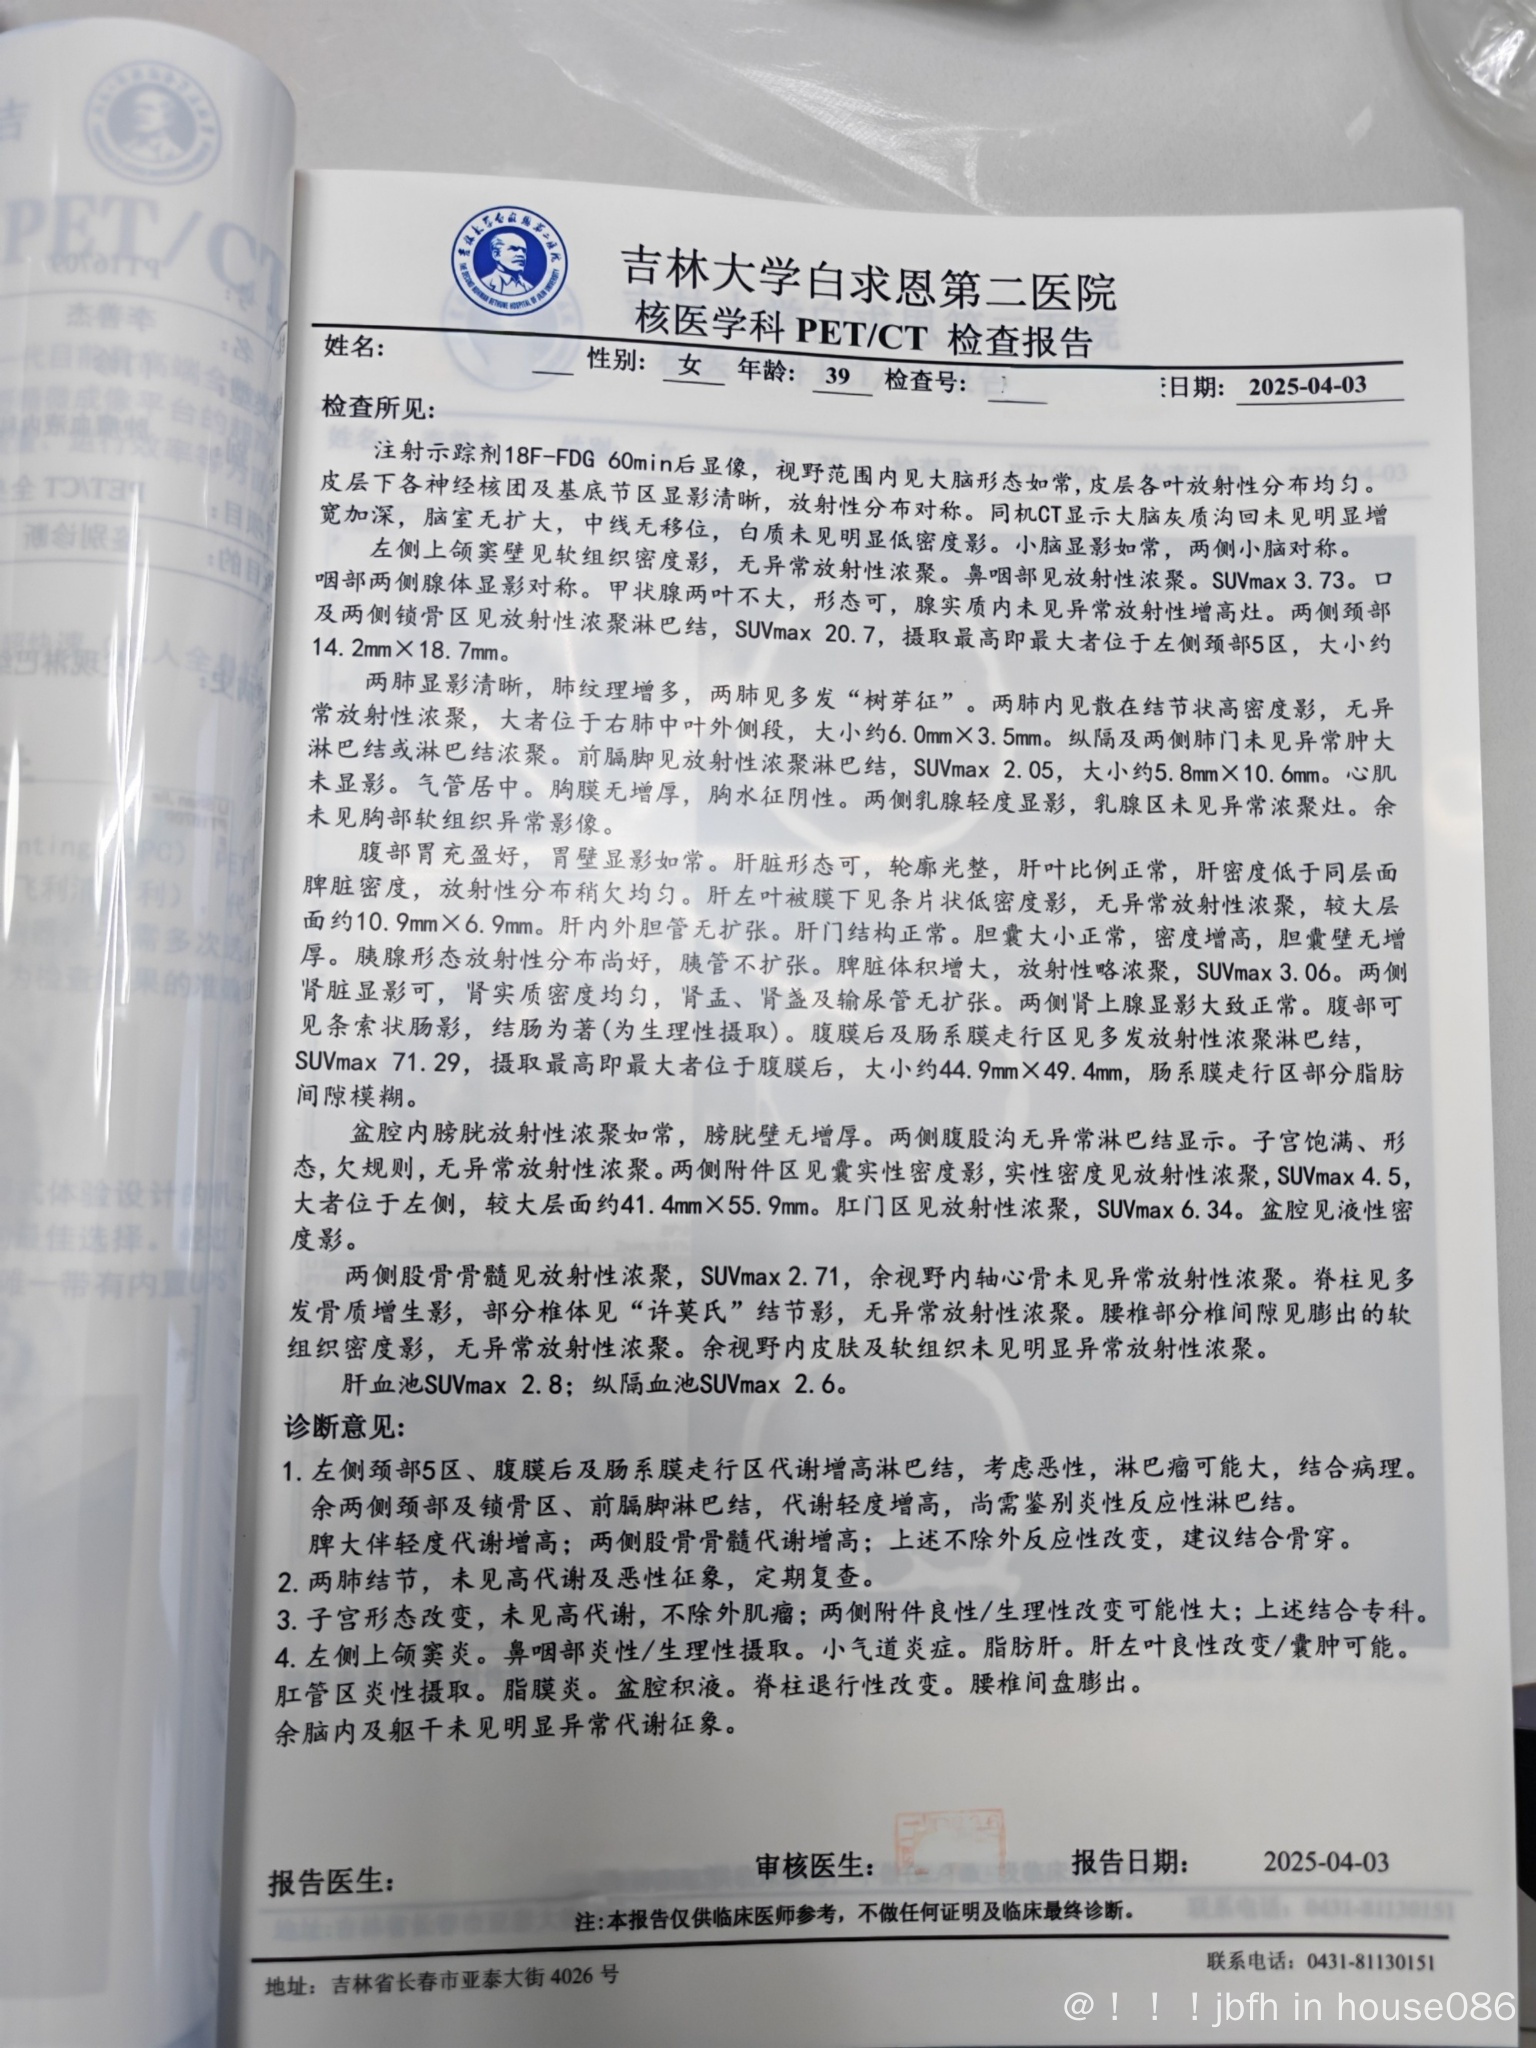 吉林大学白求恩第二医院
核医学科 PET/CT 检查报告
姓名： 性别： 女 年龄： 39 检查号： 日期： 2025-04-03
检查所见：
注射示踪剂18F-FDG 60min后显像，视野范围内见大脑形态如常，皮层各叶放射性分布均匀。
皮层下各神经核团及基底节区显影清晰，放射性分布对称。同机CT显示大脑灰质沟回未见明显增
宽加深，脑室无扩大，中线无移位，白质未见明显低密度影。小脑显影如常，两侧小脑对称。
左侧上颌窦壁见软组织密度影，无异常放射性浓聚。鼻咽部见放射性浓聚。SUVmax 3.73。口
咽部两侧腺体显影对称。甲状腺两叶不大，形态可，腺实质内未见异常放射性增高灶。两侧颈部
及两侧锁骨区见放射性浓聚淋巴结，SUVmax 20.7，摄取最高即最大者位于左侧颈部5区，大小约
14.2mm×18.7mm。
两肺显影清晰，肺纹理增多，两肺见多发“树芽征”。两肺内见散在结节状高密度影，无异
常放射性浓聚，大者位于右肺中叶外侧段，大小约6.0mm×3.5mm。纵隔及两侧肺门未见异常肿大
淋巴结或淋巴结浓聚。前膈脚见放射性浓聚淋巴结，SUVmax 2.05，大小约5.8mm×10.6mm。心肌
未显影。气管居中。胸膜无增厚，胸水征阴性。两侧乳腺轻度显影，乳腺区未见异常浓聚灶。余
未见胸部软组织异常影像。
腹部胃充盈好，胃壁显影如常。肝脏形态可，轮廓光整，肝叶比例正常，肝密度低于同层面
脾脏密度，放射性分布稍欠均匀。肝左叶被膜下见条片状低密度影，无异常放射性浓聚，较大层
面约10.9mm×6.9mm。肝内外胆管无扩张。肝门结构正常。胆囊大小正常，密度增高，胆囊壁无增
厚。胰腺形态放射性分布尚好，胰管不扩张。脾脏体积增大，放射性略浓聚，SUVmax 3.06。两侧
肾脏显影可，肾实质密度均匀，肾盂、肾盏及输尿管无扩张。两侧肾上腺显影大致正常。腹部可
见条索状肠影，结肠为著(为生理性摄取)。腹膜后及肠系膜走行区见多发放射性浓聚淋巴结，
SUVmax 71.29，摄取最高即最大者位于腹膜后，大小约44.9mm×49.4mm，肠系膜走行区部分脂肪
间隙模糊。
盆腔内膀胱放射性浓聚如常，膀胱壁无增厚。两侧腹股沟无异常淋巴结显示。子宫饱满、形
态,欠规则,无异常放射性浓聚。两侧附件区见囊实性密度影,实性密度见放射性浓聚,SUVmax 4.5，
大者位于左侧，较大层面约41.4mm×55.9mm。肛门区见放射性浓聚，SUVmax 6.34。盆腔见液性密
度影。
两侧股骨骨髓见放射性浓聚，SUVmax 2.71，余视野内轴心骨未见异常放射性浓聚。脊柱见多
发骨质增生影，部分椎体见“许莫氏”结节影，无异常放射性浓聚。腰椎部分椎间隙见膨出的软
组织密度影，无异常放射性浓聚。余视野内皮肤及软组织未见明显异常放射性浓聚。
肝血池SUVmax 2.8；纵隔血池SUVmax 2.6。
诊断意见：
1. 左侧颈部5区、腹膜后及肠系膜走行区代谢增高淋巴结，考虑恶性，淋巴瘤可能大，结合病理。
余两侧颈部及锁骨区、前膈脚淋巴结，代谢轻度增高，尚需鉴别炎性反应性淋巴结。
脾大伴轻度代谢增高；两侧股骨骨髓代谢增高；上述不除外反应性改变，建议结合骨穿。
2. 两肺结节，未见高代谢及恶性征象，定期复查。
3. 子宫形态改变，未见高代谢，不除外肌瘤；两侧附件良性/生理性改变可能性大；上述结合专科。
4. 左侧上颌窦炎。鼻咽部炎性/生理性摄取。小气道炎症。脂肪肝。肝左叶良性改变/囊肿可能。
肛管区炎性摄取。脂膜炎。盆腔积液。脊柱退行性改变。腰椎间盘膨出。
余脑内及躯干未见明显异常代谢征象。
报告医生： 审核医生： 报告日期： 2025-04-03
注：本报告仅供临床医师参考，不做任何证明及临床最终诊断。
地址：吉林省长春市亚泰大街 4026 号 联系电话：0431-81130151
@！！！jbfh in house086